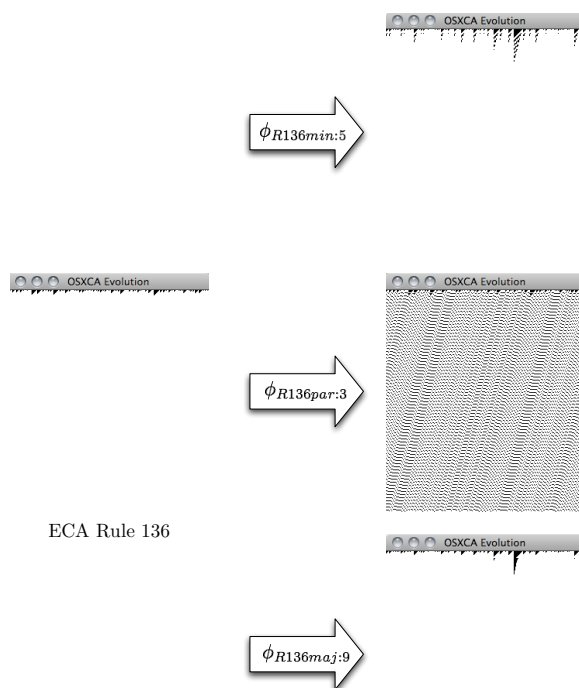 OSXCA Evolution
ϕR136min:5
OSXCA Evolution
OSXCA Evolution
ϕR136par:3
ECA Rule 136
OSXCA Evolution
ϕR136maj:9